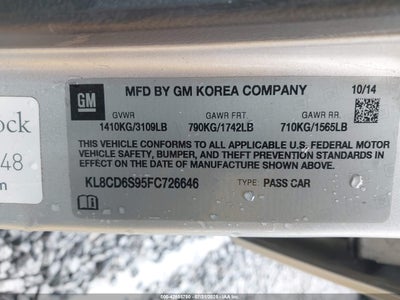 MFD BY GM KOREA COMPANY 10/14
GM
GVWR GAWR FRT. GAWR RR.
1410KG/3109LB 790KG/1742LB 710KG/1565LB
THIS VEHICLE CONFORMS TO ALL APPLICABLE U.S. FEDERAL MOTOR
VEHICLE SAFETY, BUMPER, AND THEFT PREVENTION STANDARDS
IN EFFECT ON THE DATE OF MANUFACTURE SHOWN ABOVE.
KL8CD6S95FC726646 TYPE: PASS CAR
ock
48
m